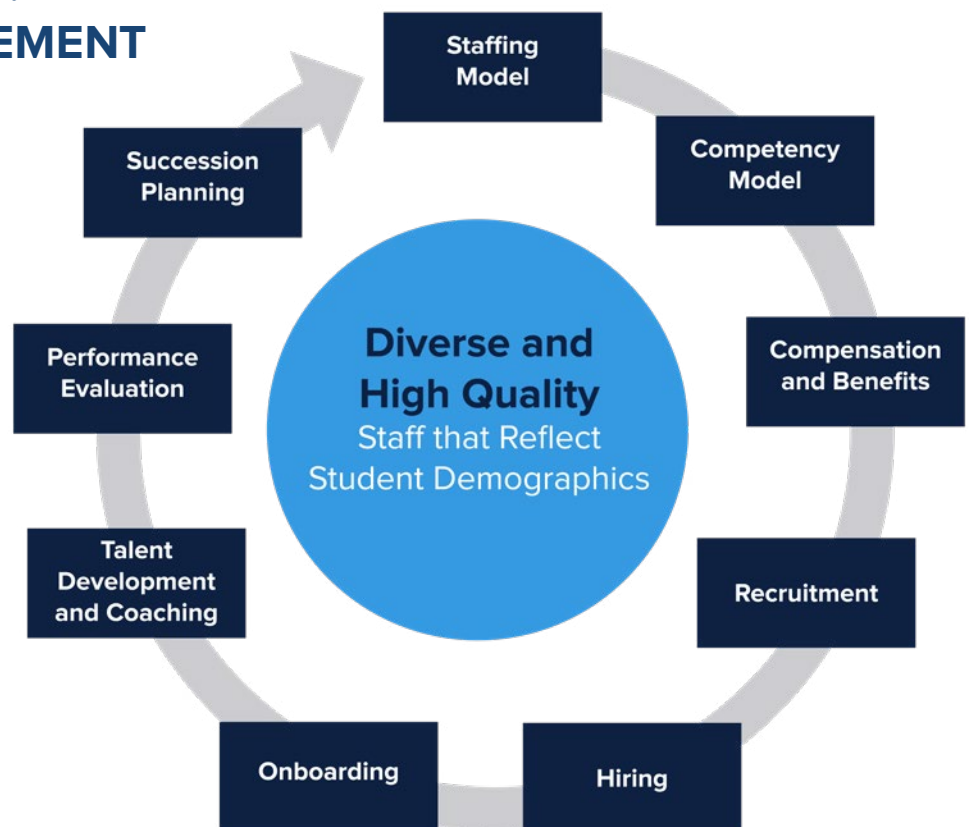 EMENT
Staffing
Model
Competency
Model
Compensation
and Benefits
Recruitment
Hiring
Onboarding
Talent
Development
and Coaching
Performance
Evaluation
Succession
Planning
Diverse and
High Quality
Staff that Reflect
Student Demographics